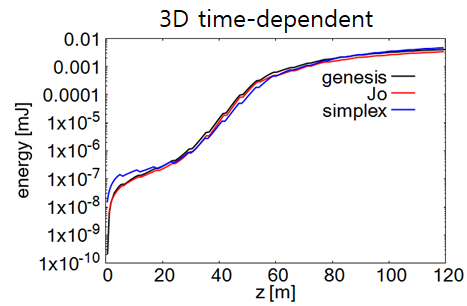 3D time-dependent
0.01
0.001
0.0001
1x10-5
1x10-6
1x10-7
1x10-8
1x10-9
1x10-10
energy [mJ]
genesis
Jo
simplex
0 20 40 60 80 100 120
z [m]